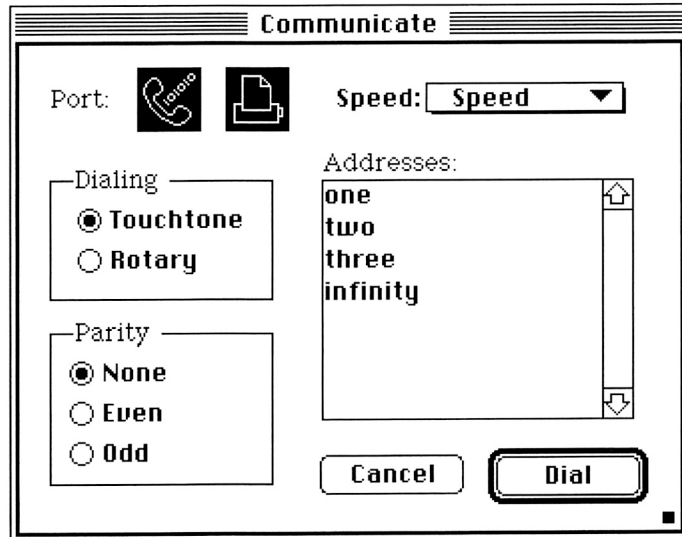 Communicate
Port:
Speed: Speed
Dialing
Touchtone
Rotary
Parity
None
Even
Odd
Addresses:
one
two
three
infinity
Cancel
Dial